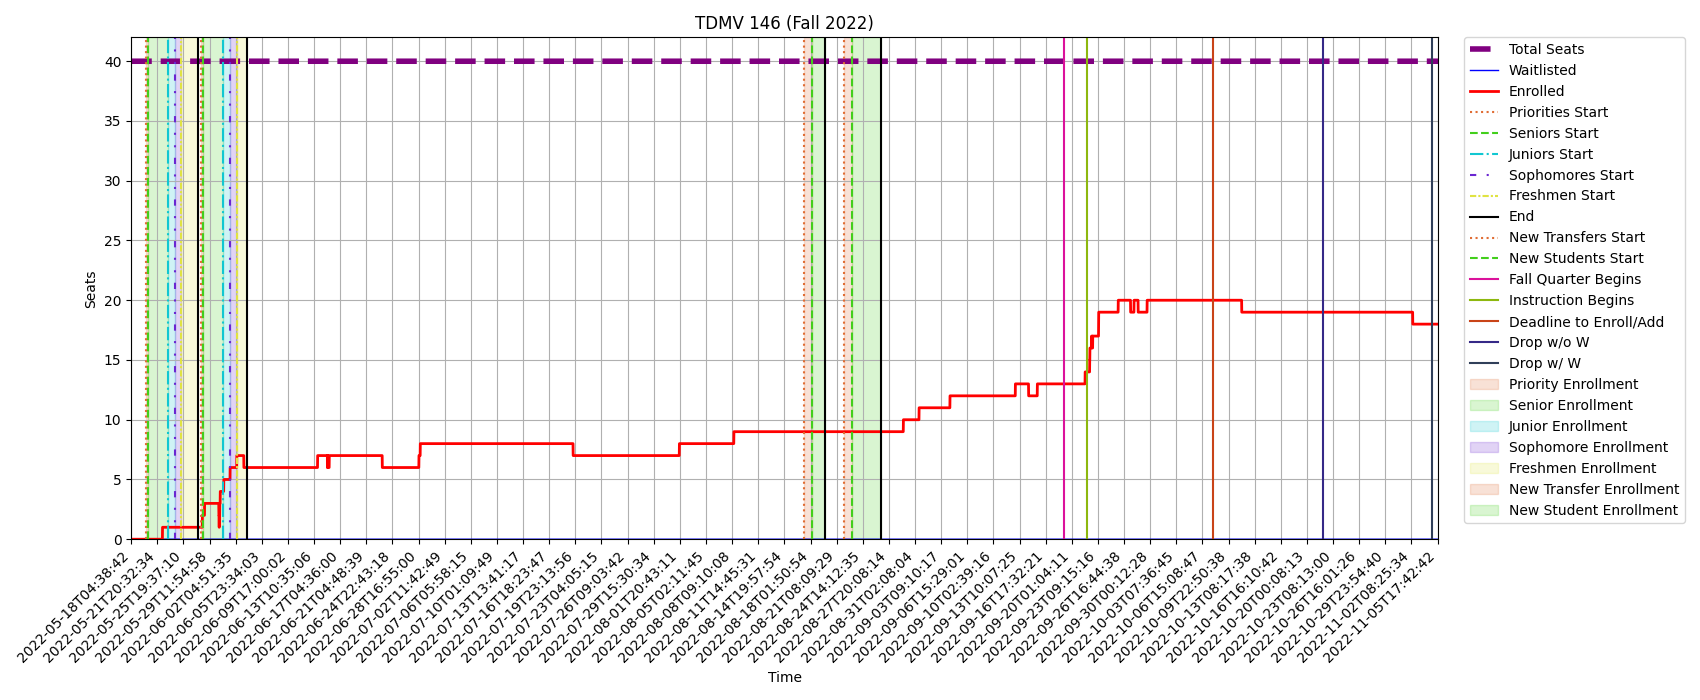 TDMV 146 (Fall 2022)
Seats
40
35
30
25
20
15
10
5
0
2022-05-18T04:38:42
2022-05-21T20:32:34
2022-05-25T19:37:10
2022-05-29T11:54:58
2022-06-02T04:51:35
2022-06-05T23:34:03
2022-06-09T17:00:02
2022-06-13T10:35:06
2022-06-17T04:36:00
2022-06-21T04:48:39
2022-06-24T22:43:18
2022-06-28T16:55:00
2022-07-02T11:42:49
2022-07-06T05:58:15
2022-07-10T01:09:49
2022-07-13T13:41:17
2022-07-16T18:23:47
2022-07-19T23:13:56
2022-07-23T04:05:15
2022-07-26T09:03:42
2022-07-29T15:30:34
2022-08-01T20:43:11
2022-08-05T02:11:45
2022-08-08T09:10:08
2022-08-11T14:45:31
2022-08-14T19:57:54
2022-08-18T01:50:54
2022-08-21T08:09:29
2022-08-24T14:12:35
2022-08-27T20:08:14
2022-08-31T02:08:04
2022-09-03T09:10:17
2022-09-06T15:29:01
2022-09-10T02:39:16
2022-09-13T10:07:25
2022-09-16T17:32:21
2022-09-20T01:04:11
2022-09-23T09:15:16
2022-09-26T16:44:38
2022-09-30T00:12:28
2022-10-03T07:36:45
2022-10-06T15:08:47
2022-10-09T22:50:38
2022-10-13T08:17:38
2022-10-16T16:10:42
2022-10-20T00:08:13
2022-10-23T08:13:00
2022-10-26T16:01:26
2022-10-29T23:54:40
2022-11-02T08:25:34
2022-11-05T17:42:42
Time
Total Seats
Waitlisted
Enrolled
Priorities Start
Seniors Start
Juniors Start
Sophomores Start
Freshmen Start
End
New Transfers Start
New Students Start
Fall Quarter Begins
Instruction Begins
Deadline to Enroll/Add
Drop w/o W
Drop w/ W
Priority Enrollment
Senior Enrollment
Junior Enrollment
Sophomore Enrollment
Freshmen Enrollment
New Transfer Enrollment
New Student Enrollment